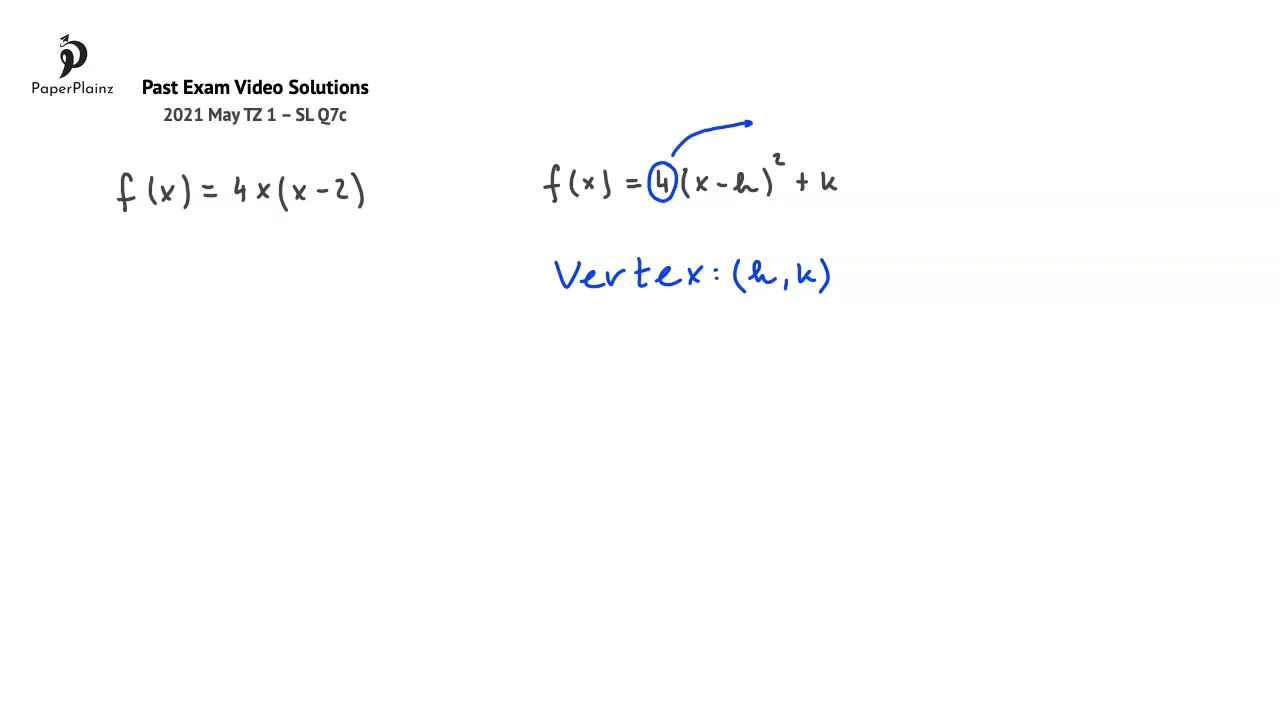 PaperPlainz
Past Exam Video Solutions
2021 May TZ 1 – SL Q7c
f(x) = 4x(x-2)
f(x) = 4(x-h)² + k
Vertex: (h, k)